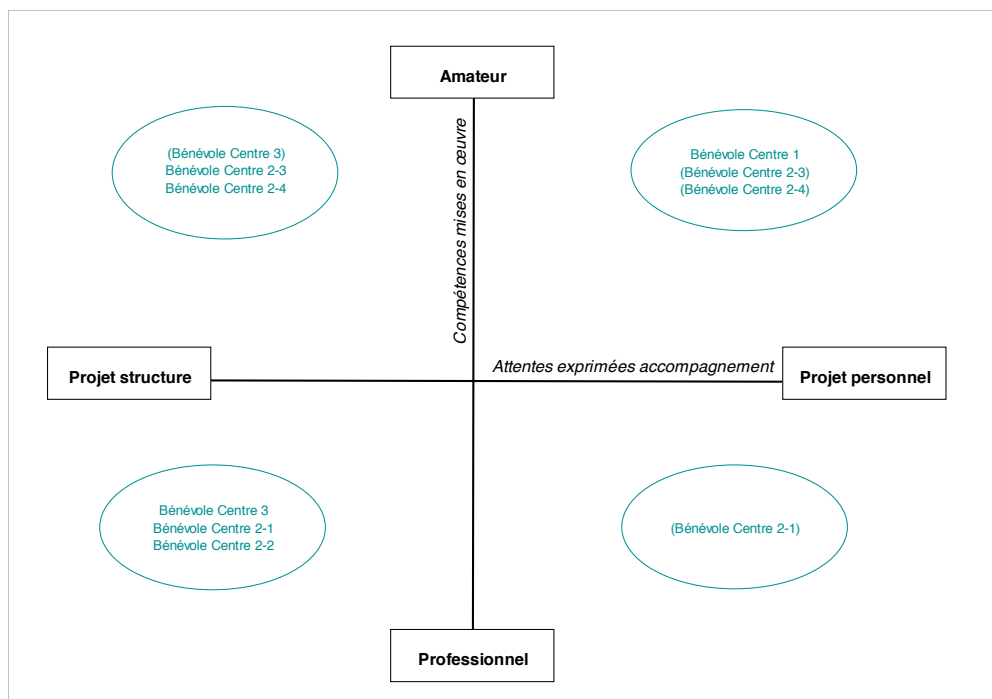 Amateur
(Bénévole Centre 3)
Bénévole Centre 2-3
Bénévole Centre 2-4
Bénévole Centre 1
(Bénévole Centre 2-3)
(Bénévole Centre 2-4)
Compétences mises en œuvre
Projet structure
Attentes exprimées accompagnement
Projet personnel
Bénévole Centre 3
Bénévole Centre 2-1
Bénévole Centre 2-2
(Bénévole Centre 2-1)
Professionnel